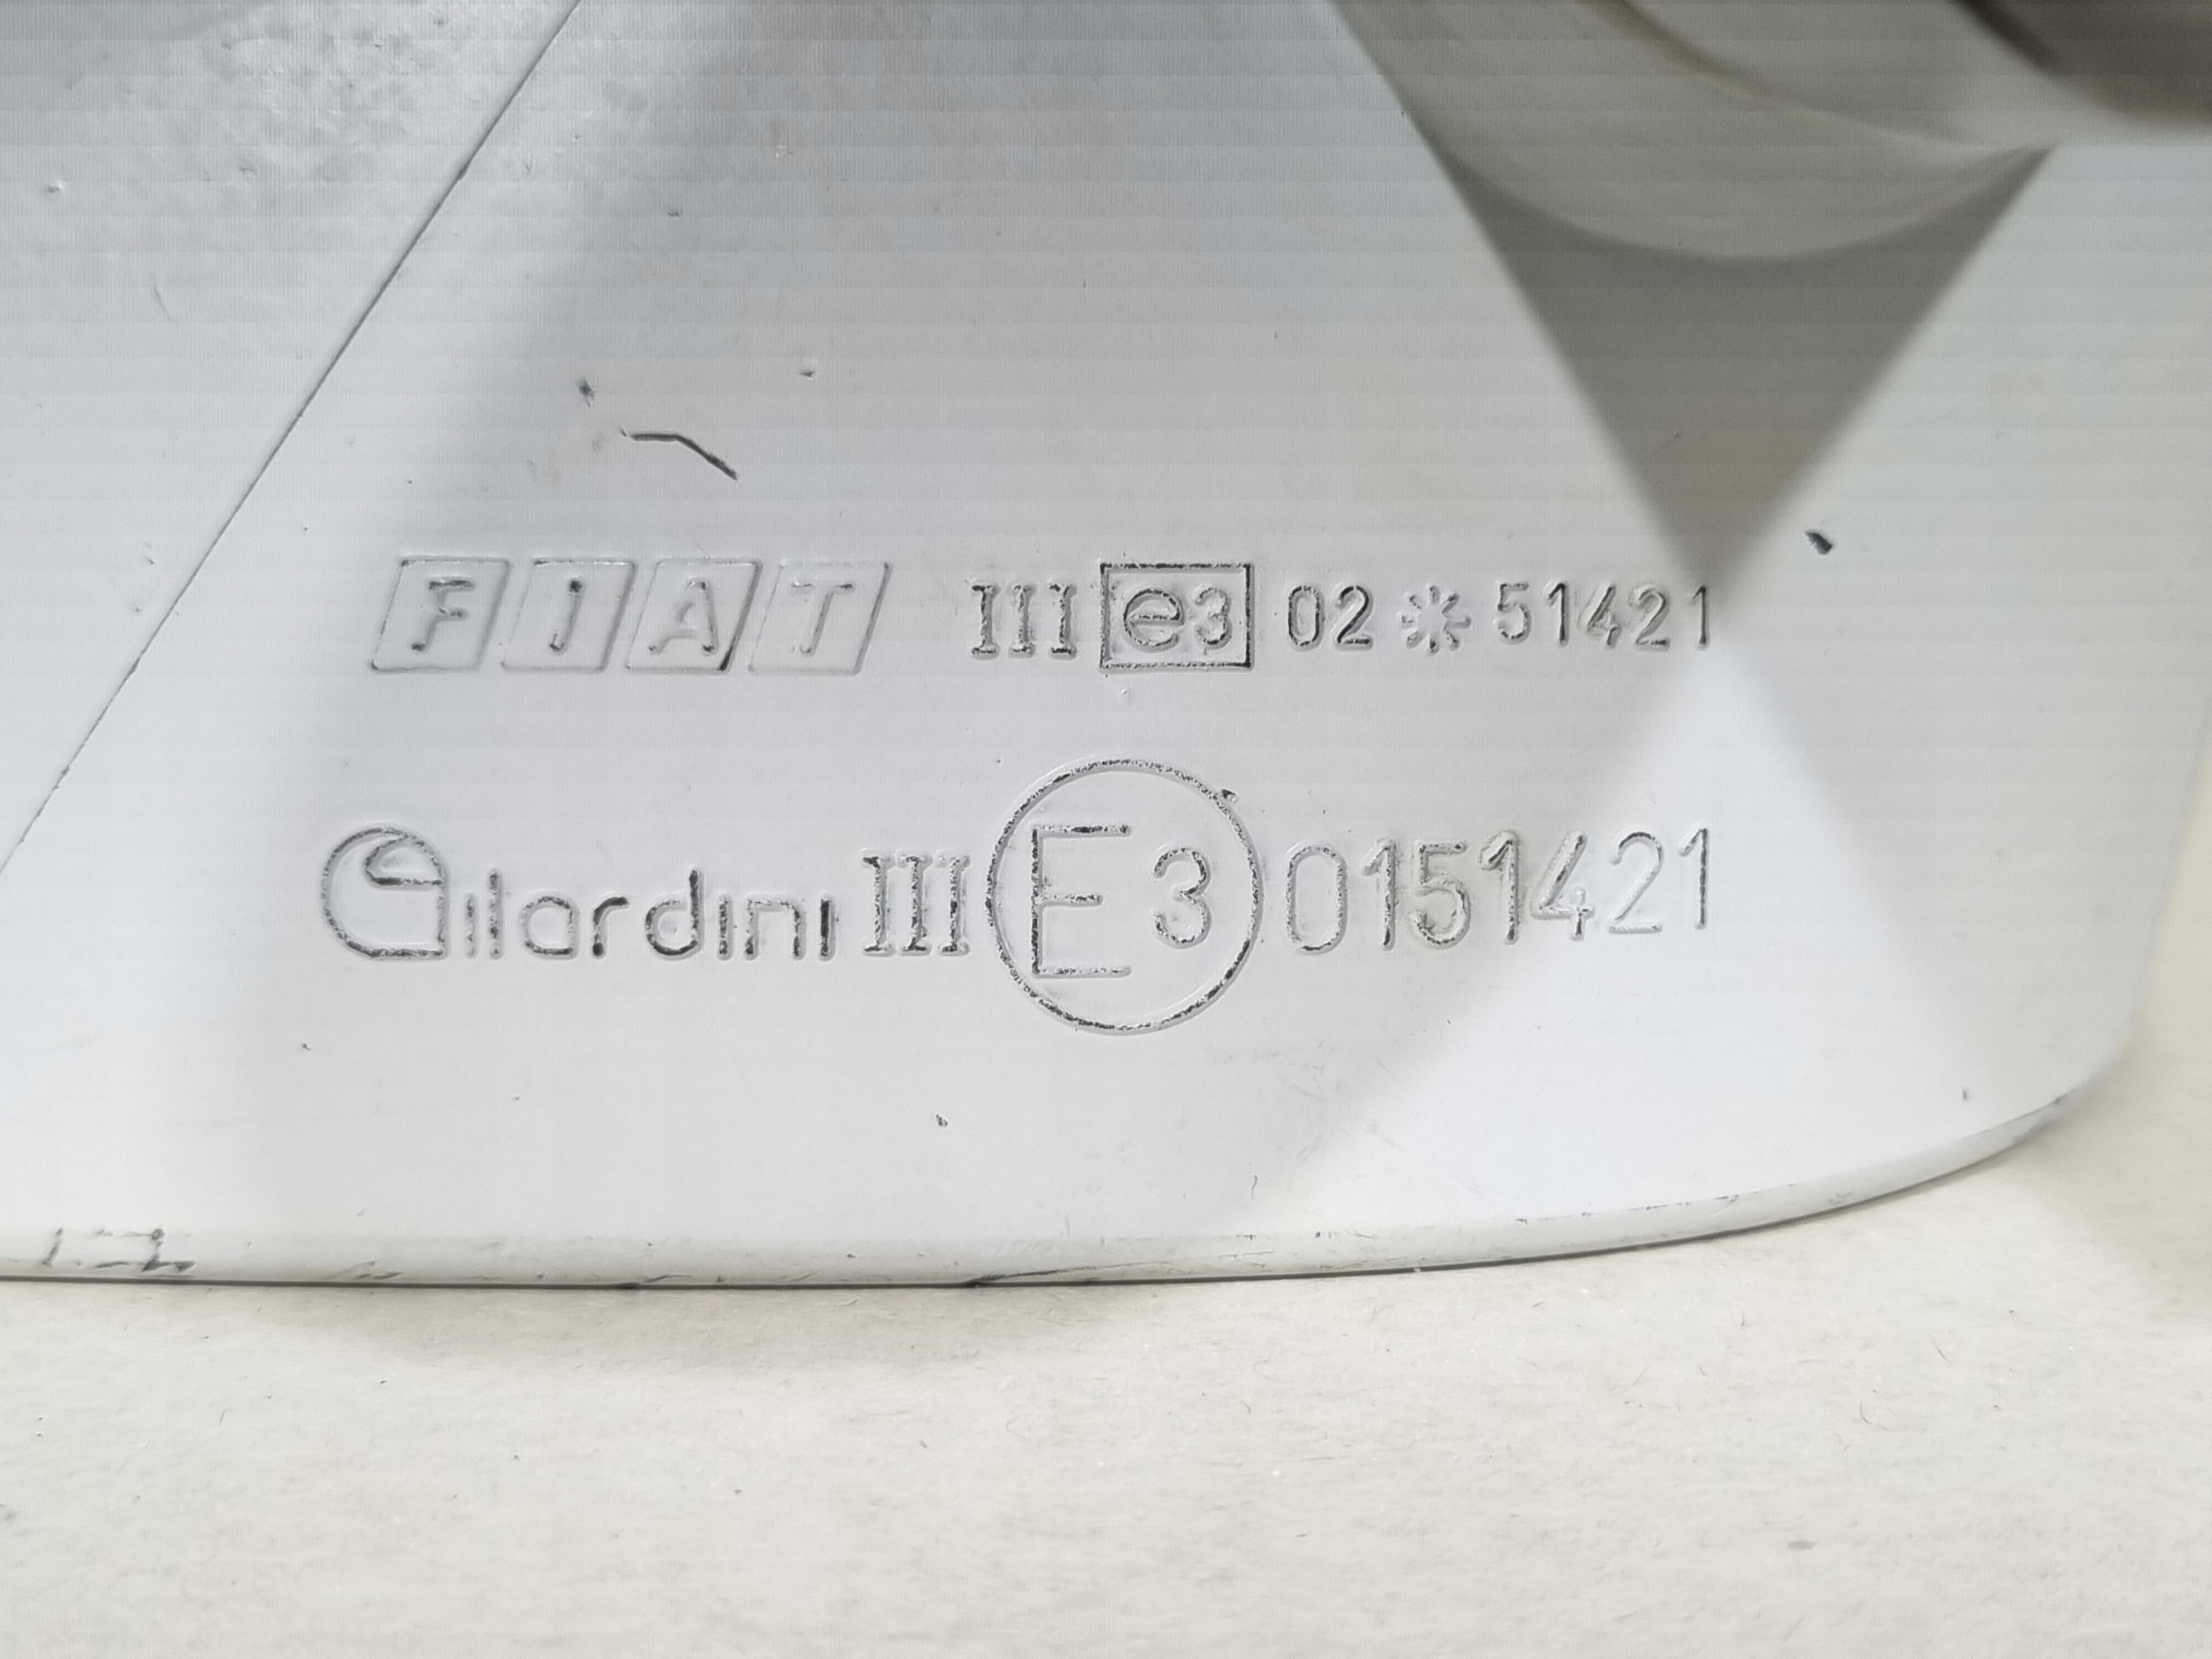 FIAT III e3 02 * 51421
Gilardini III E3 0151421